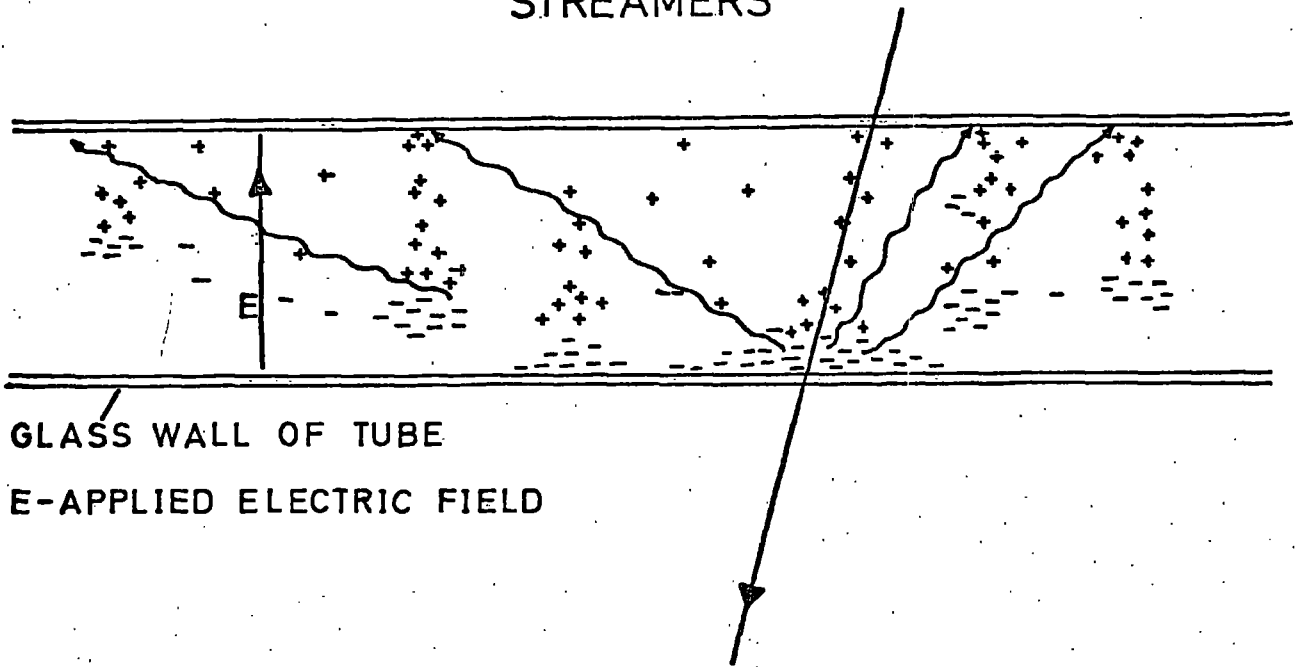 STREAMERS
E
GLASS WALL OF TUBE
E-APPLIED ELECTRIC FIELD